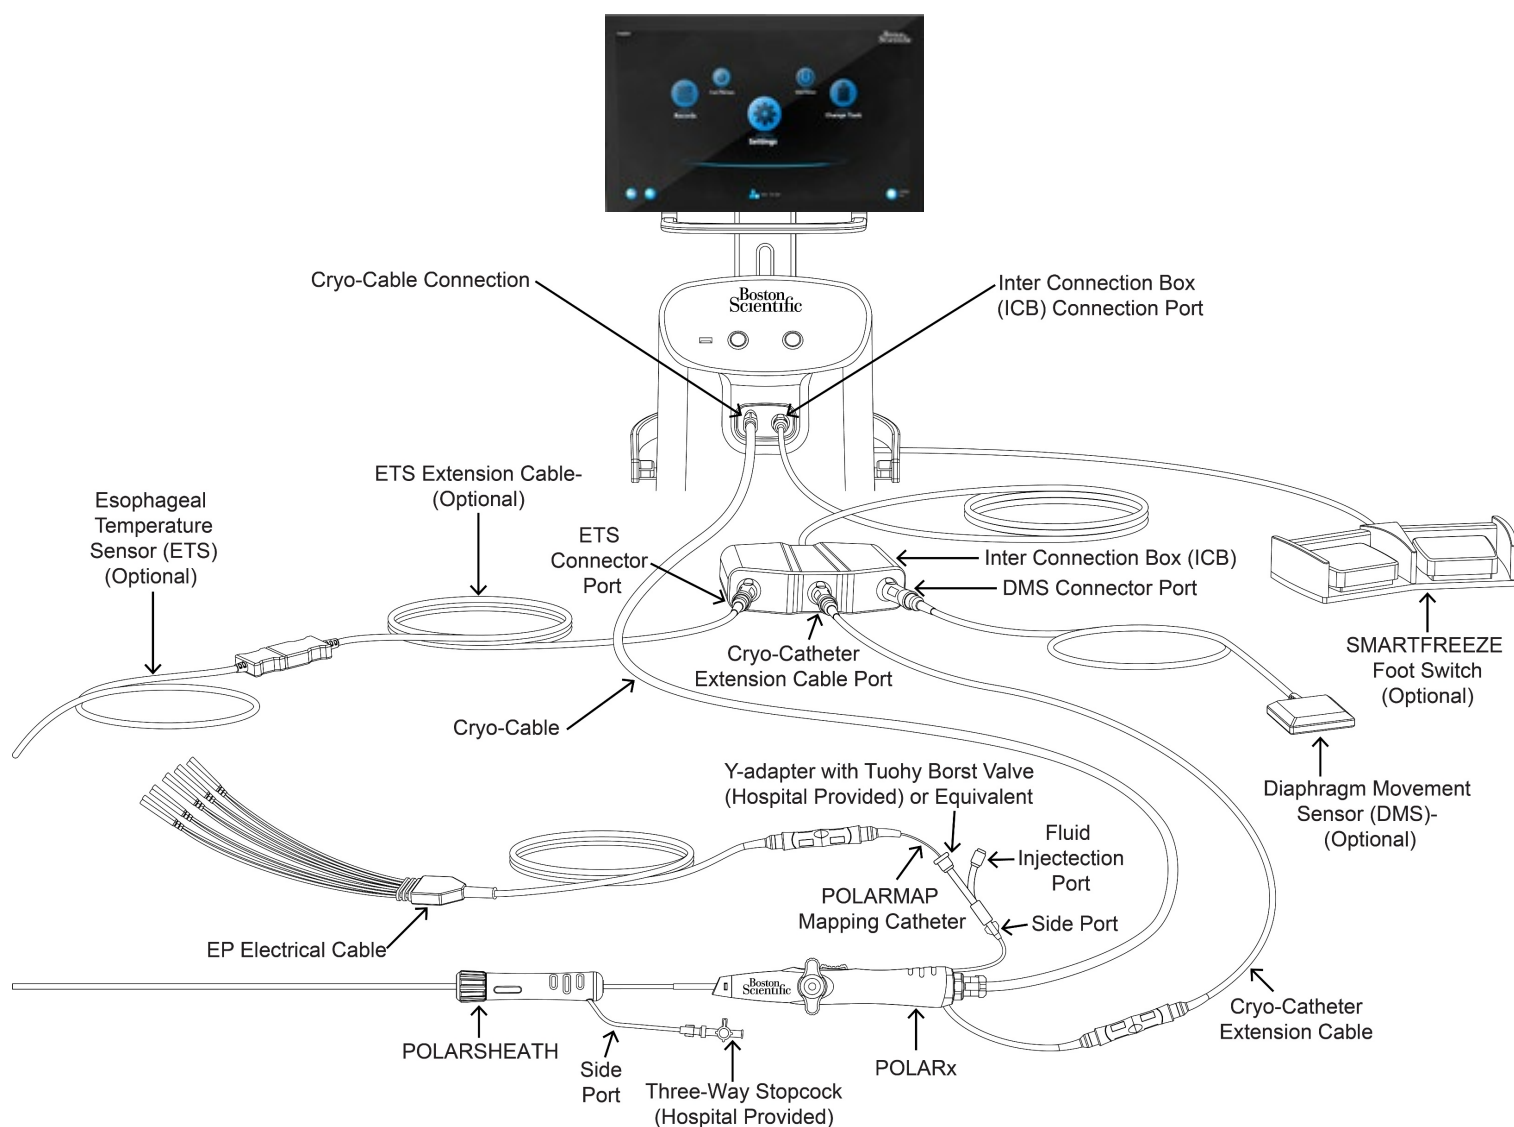 Boston
Scientific
Records
Settings
Change Tank
Cryo-Cable Connection
Inter Connection Box
(ICB) Connection Port
Boston
Scientific
ETS Extension Cable-
(Optional)
Esophageal
Temperature
Sensor (ETS)
(Optional)
ETS
Connector
Port
Inter Connection Box (ICB)
DMS Connector Port
Cryo-Catheter
Extension Cable Port
SMARTFREEZE
Foot Switch
(Optional)
Cryo-Cable
Y-adapter with Tuohy Borst Valve
(Hospital Provided) or Equivalent
Diaphragm Movement
Sensor (DMS)-
(Optional)
Fluid
Injectection
Port
POLARMAP
Mapping Catheter
Side Port
EP Electrical Cable
Boston
Scientific
Cryo-Catheter
Extension Cable
POLARSHEATH
Side
Port
POLARx
Three-Way Stopcock
(Hospital Provided)